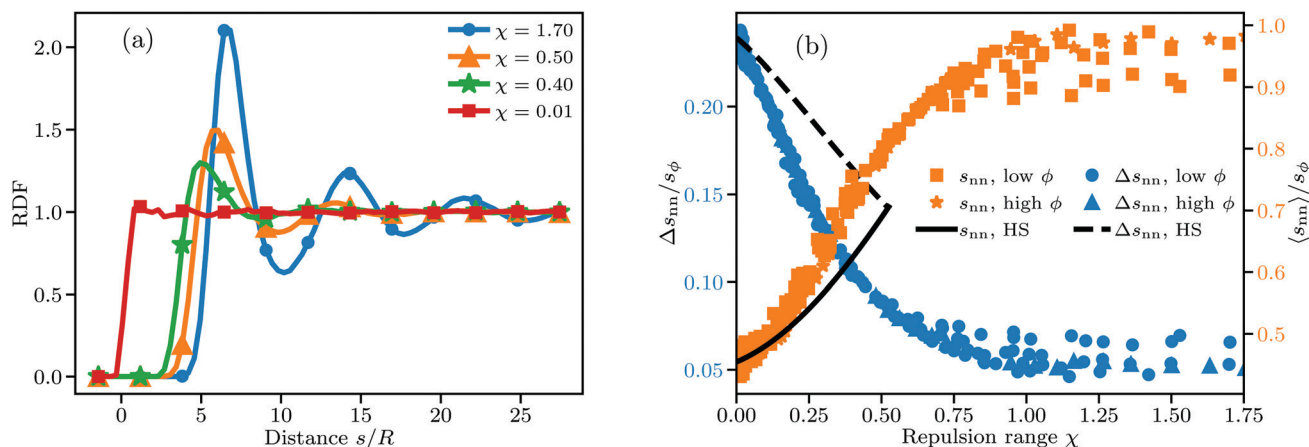 (a)
χ = 1.70
χ = 0.50
χ = 0.40
χ = 0.01
RDF
2.0
1.5
1.0
0.5
0.0
0
5
10
15
20
25
Distance s/R
(b)
Δs_nn/s_ϕ
0.20
0.15
0.10
0.05
s_nn, low ϕ
s_nn, high ϕ
s_nn, HS
Δs_nn, low ϕ
Δs_nn, high ϕ
Δs_nn, HS
1.0
0.9
0.8
0.7
0.6
0.5
⟨s_nn⟩/s_ϕ
0.00
0.25
0.50
0.75
1.00
1.25
1.50
1.75
Repulsion range χ